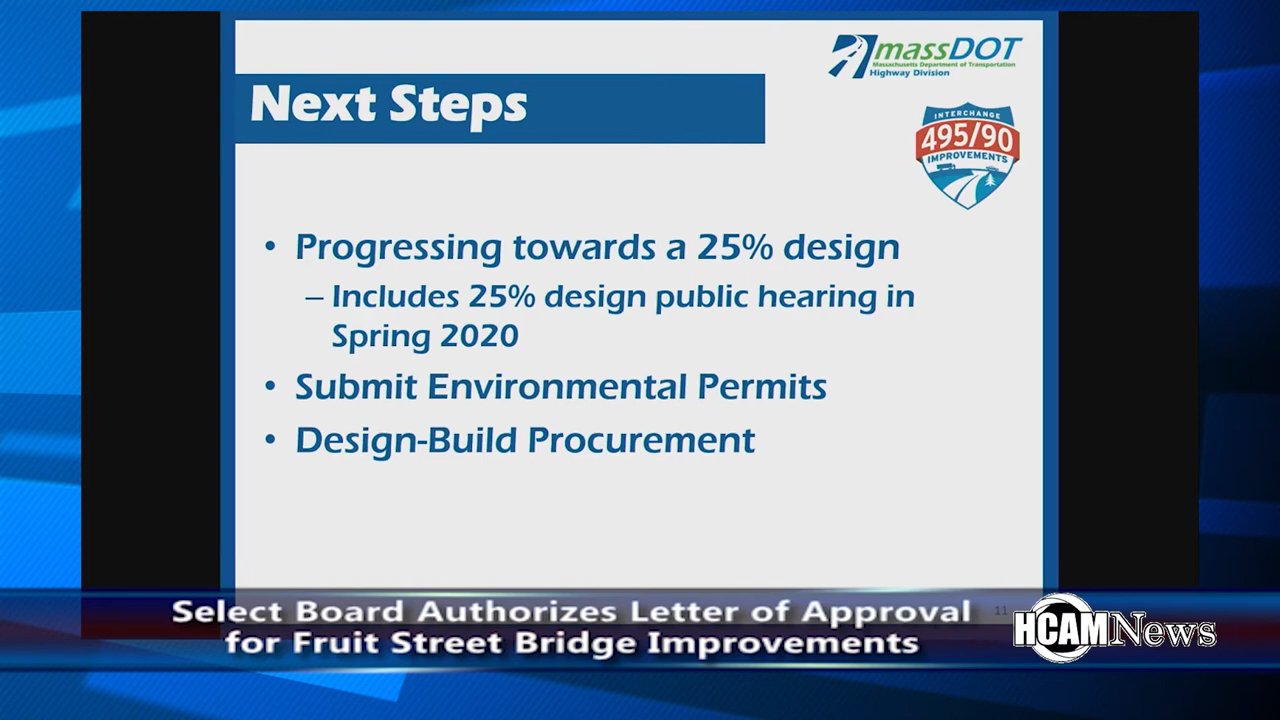 massDOT
Massachusetts Department of Transportation
Highway Division
Next Steps
INTERCHANGE
495/90
IMPROVEMENTS
• Progressing towards a 25% design
– Includes 25% design public hearing in
Spring 2020
• Submit Environmental Permits
• Design-Build Procurement
11
Select Board Authorizes Letter of Approval
for Fruit Street Bridge Improvements
HCAMNews